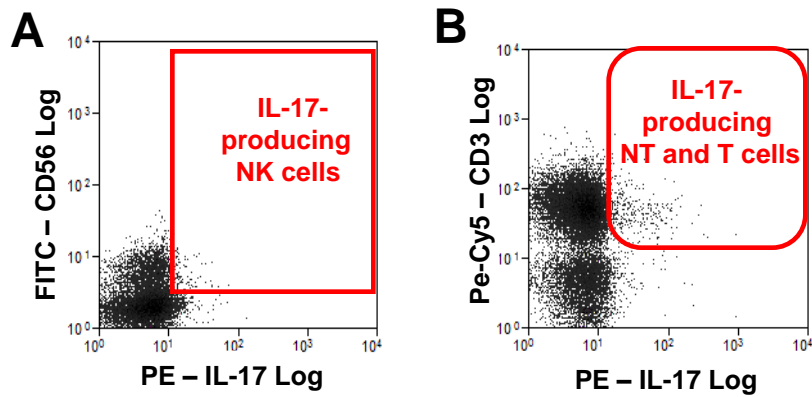 A
10⁴
10³
10²
10¹
10⁰
FITC – CD56 Log
IL-17-
producing
NK cells
10⁰ 10¹ 10² 10³ 10⁴
PE – IL-17 Log
B
10⁴
10³
10²
10¹
10⁰
Pe-Cy5 – CD3 Log
IL-17-
producing
NT and T cells
10⁰ 10¹ 10² 10³ 10⁴
PE – IL-17 Log